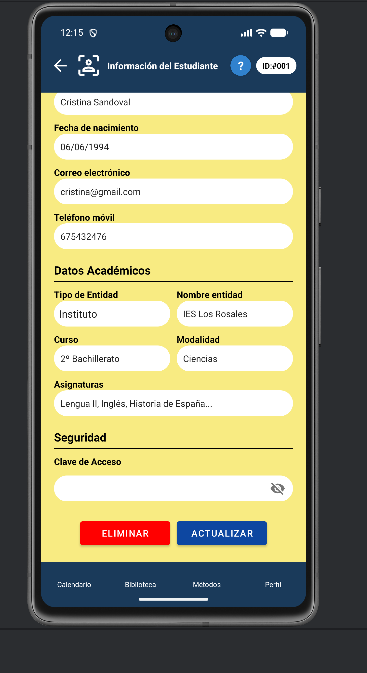 12:15
Información del Estudiante ? ID:#001
Cristina Sandoval
Fecha de nacimiento
06/06/1994
Correo electrónico
cristina@gmail.com
Teléfono móvil
675432476
Datos Académicos
Tipo de Entidad Nombre entidad
Instituto IES Los Rosales
Curso Modalidad
2º Bachillerato Ciencias
Asignaturas
Lengua II, Inglés, Historia de España...
Seguridad
Clave de Acceso
ELIMINAR ACTUALIZAR
Calendario Biblioteca Métodos Perfil